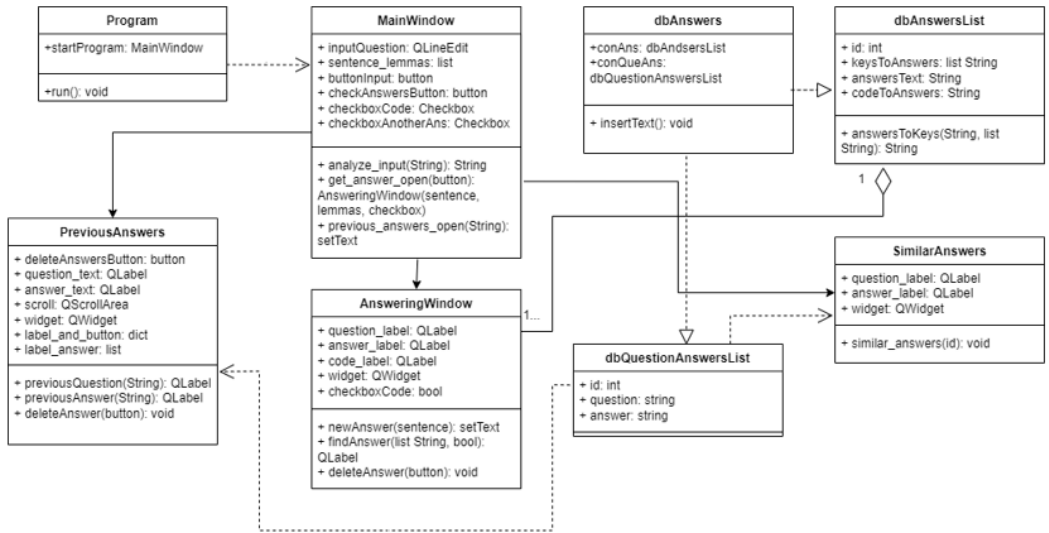 Program
+startProgram: MainWindow
+run(): void
MainWindow
+ inputQuestion: QLineEdit
+ sentence_lemmas: list
+ buttonInput: button
+ checkAnswersButton: button
+ checkboxCode: Checkbox
+ checkboxAnotherAns: Checkbox
+ analyze_input(String): String
+ get_answer_open(button):
AnsweringWindow(sentence,
lemmas, checkbox)
+ previous_answers_open(String):
setText
dbAnswers
+conAns: dbAndsersList
+conQueAns:
dbQuestionAnswersList
+ insertText(): void
dbAnswersList
+ id: int
+ keysToAnswers: list String
+ answersText: String
+ codeToAnswers: String
+ answersToKeys(String, list
String): String
1
PreviousAnswers
+ deleteAnswersButton: button
+ question_text: QLabel
+ answer_text: QLabel
+ scroll: QScrollArea
+ widget: QWidget
+ label_and_button: dict
+ label_answer: list
+ previousQuestion(String): QLabel
+ previousAnswer(String): QLabel
+ deleteAnswer(button): void
AnsweringWindow
+ question_label: QLabel
+ answer_label: QLabel
+ code_label: QLabel
+ widget: QWidget
+ checkboxCode: bool
+ newAnswer(sentence): setText
+ findAnswer(list String, bool):
QLabel
+ deleteAnswer(button): void
1...
SimilarAnswers
+ question_label: QLabel
+ answer_label: QLabel
+ widget: QWidget
+ similar_answers(id): void
dbQuestionAnswersList
+ id: int
+ question: string
+ answer: string